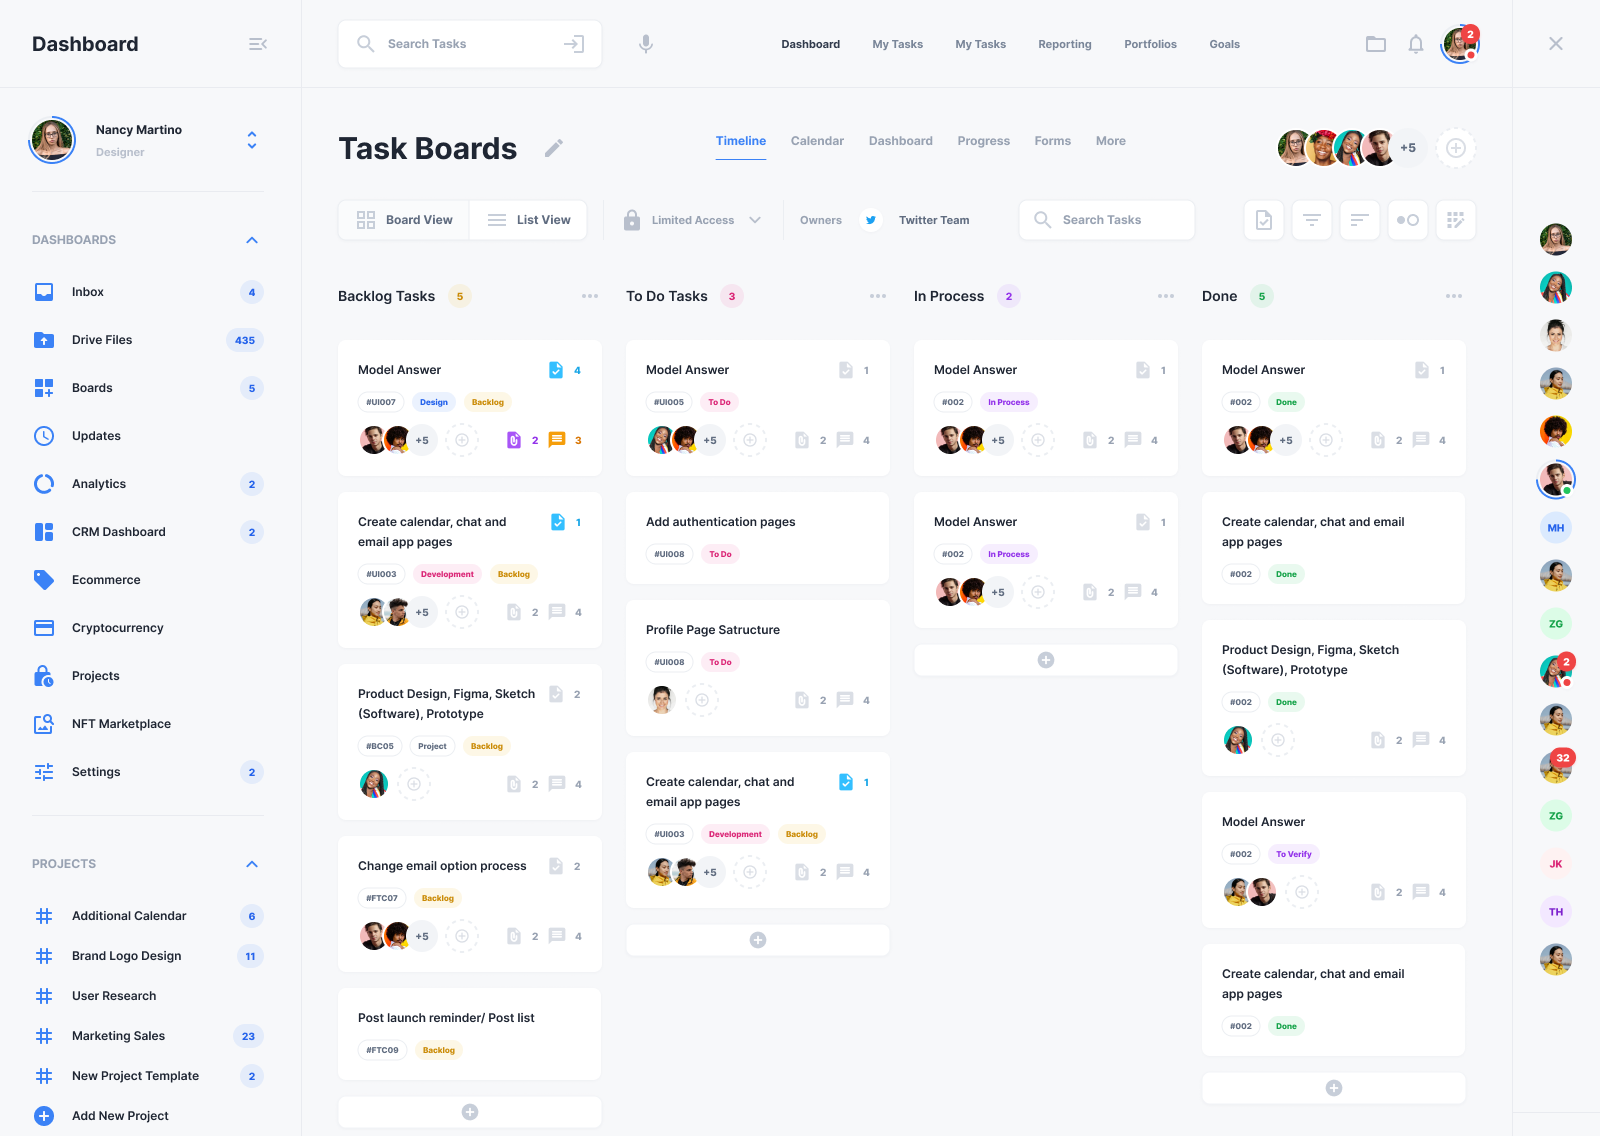 Dashboard
Search Tasks
Dashboard
My Tasks
My Tasks
Reporting
Portfolios
Goals
2
Nancy Martino
Designer
DASHBOARDS
Inbox
4
Drive Files
435
Boards
5
Updates
Analytics
2
CRM Dashboard
2
Ecommerce
Cryptocurrency
Projects
NFT Marketplace
Settings
2
PROJECTS
Additional Calendar
6
Brand Logo Design
11
User Research
Marketing Sales
23
New Project Template
2
Add New Project
Task Boards
Timeline
Calendar
Dashboard
Progress
Forms
More
+5
Board View
List View
Limited Access
Owners
Twitter Team
Search Tasks
Backlog Tasks
5
Model Answer
4
#UI007
Design
Backlog
+5
2
3
Create calendar, chat and
email app pages
1
#UI003
Development
Backlog
+5
2
4
Product Design, Figma, Sketch
(Software), Prototype
2
#BC05
Project
Backlog
2
4
Change email option process
2
#FTC07
Backlog
+5
2
4
Post launch reminder/ Post list
#FTC09
Backlog
To Do Tasks
3
Model Answer
1
#UI005
To Do
+5
2
4
Add authentication pages
#UI008
To Do
Profile Page Satructure
#UI008
To Do
2
4
Create calendar, chat and
email app pages
1
#UI003
Development
Backlog
+5
2
4
In Process
2
Model Answer
1
#002
In Process
+5
2
4
Model Answer
1
#002
In Process
+5
2
4
Done
5
Model Answer
1
#002
Done
+5
2
4
Create calendar, chat and email
app pages
#002
Done
Product Design, Figma, Sketch
(Software), Prototype
#002
Done
2
4
Model Answer
#002
To Verify
2
4
Create calendar, chat and email
app pages
#002
Done
MH
ZG
2
32
ZG
JK
TH